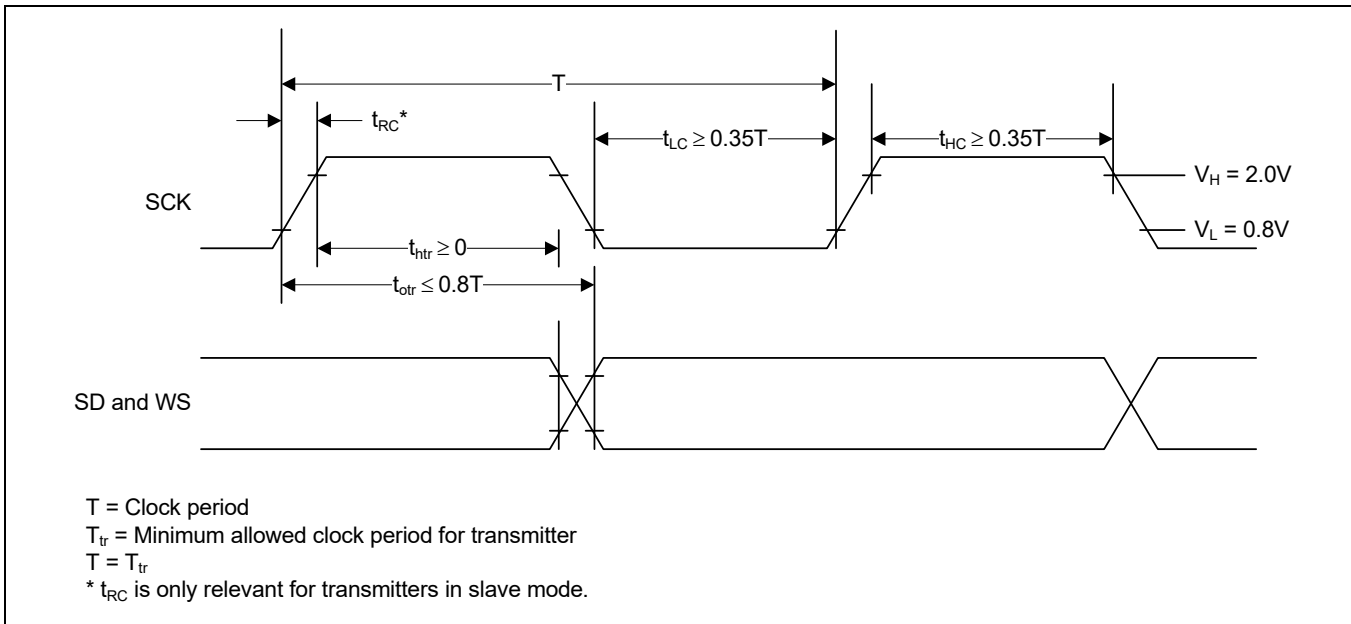 T
tRC*
tLC ≥ 0.35T
tHC ≥ 0.35T
VH = 2.0V
SCK
VL = 0.8V
thtr ≥ 0
totr ≤ 0.8T
SD and WS
T = Clock period
Ttr = Minimum allowed clock period for transmitter
T = Ttr
* tRC is only relevant for transmitters in slave mode.